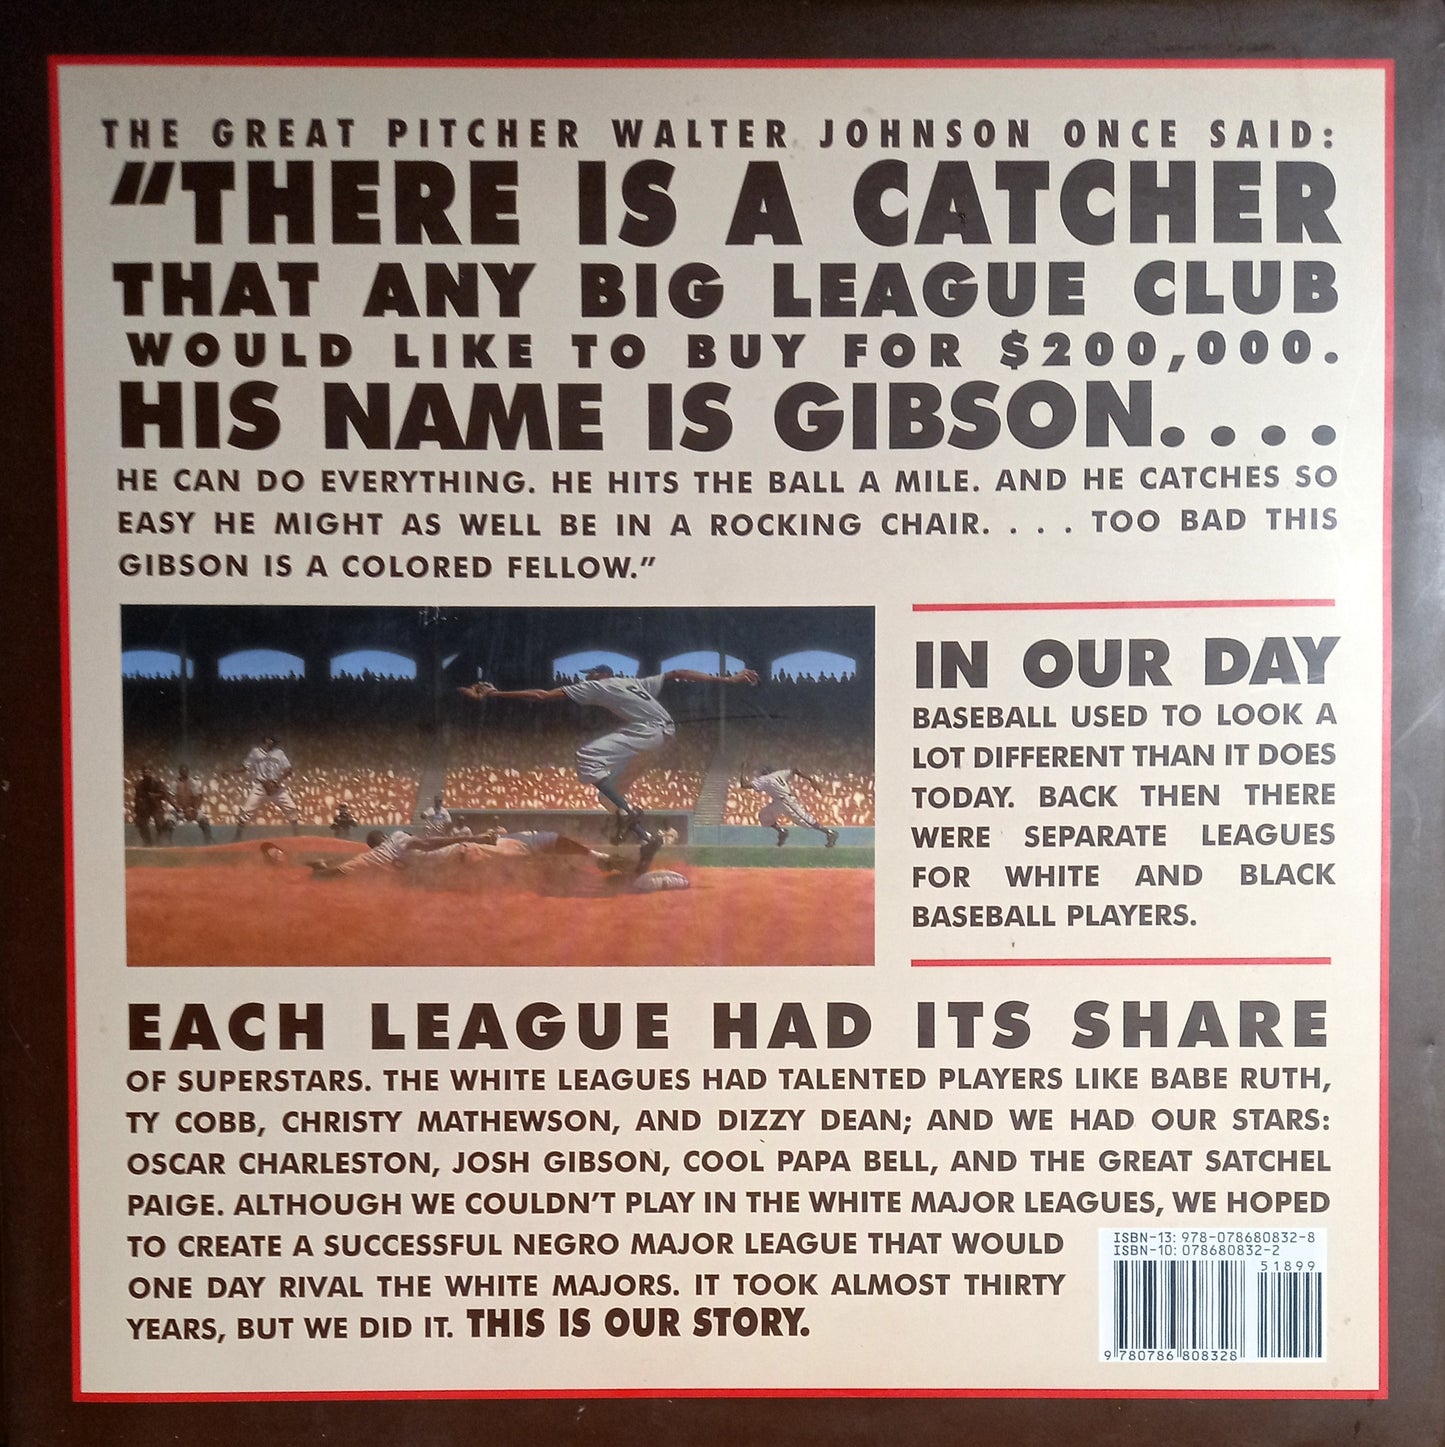 THE GREAT PITCHER WALTER JOHNSON ONCE SAID:
“THERE IS A CATCHER
THAT ANY BIG LEAGUE CLUB
WOULD LIKE TO BUY FOR $200,000.
HIS NAME IS GIBSON. . . .
HE CAN DO EVERYTHING. HE HITS THE BALL A MILE. AND HE CATCHES SO
EASY HE MIGHT AS WELL BE IN A ROCKING CHAIR. . . . TOO BAD THIS
GIBSON IS A COLORED FELLOW.”
6
IN OUR DAY
BASEBALL USED TO LOOK A
LOT DIFFERENT THAN IT DOES
TODAY. BACK THEN THERE
WERE SEPARATE LEAGUES
FOR WHITE AND BLACK
BASEBALL PLAYERS.
EACH LEAGUE HAD ITS SHARE
OF SUPERSTARS. THE WHITE LEAGUES HAD TALENTED PLAYERS LIKE BABE RUTH,
TY COBB, CHRISTY MATHEWSON, AND DIZZY DEAN; AND WE HAD OUR STARS:
OSCAR CHARLESTON, JOSH GIBSON, COOL PAPA BELL, AND THE GREAT SATCHEL
PAIGE. ALTHOUGH WE COULDN’T PLAY IN THE WHITE MAJOR LEAGUES, WE HOPED
TO CREATE A SUCCESSFUL NEGRO MAJOR LEAGUE THAT WOULD
ONE DAY RIVAL THE WHITE MAJORS. IT TOOK ALMOST THIRTY
YEARS, BUT WE DID IT. THIS IS OUR STORY.
ISBN-13: 978-078680832-8
ISBN-10: 078680832-2
51899
9 780786 808328